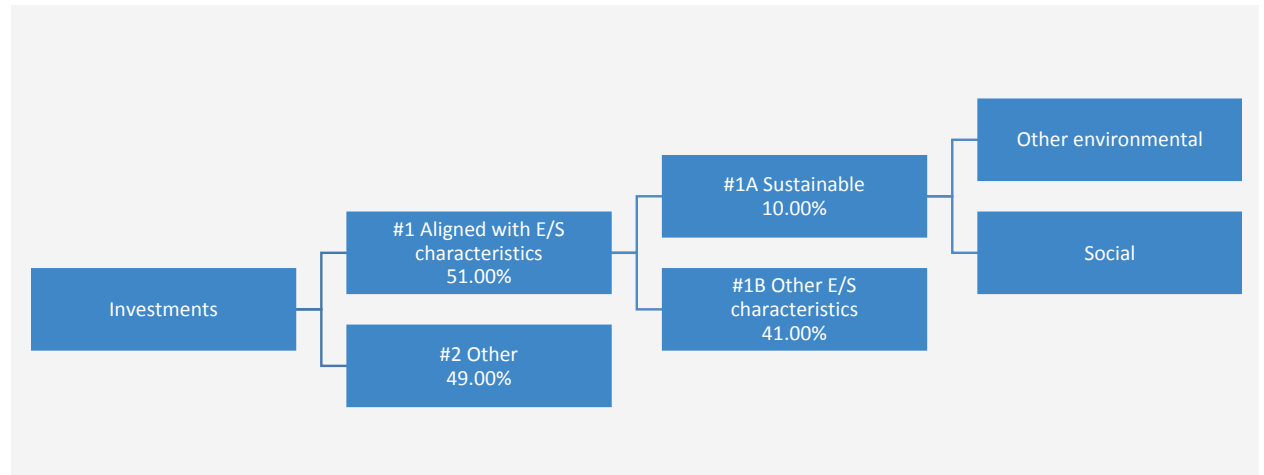 Investments
#1 Aligned with E/S
characteristics
51.00%
#2 Other
49.00%
#1A Sustainable
10.00%
#1B Other E/S
characteristics
41.00%
Other environmental
Social